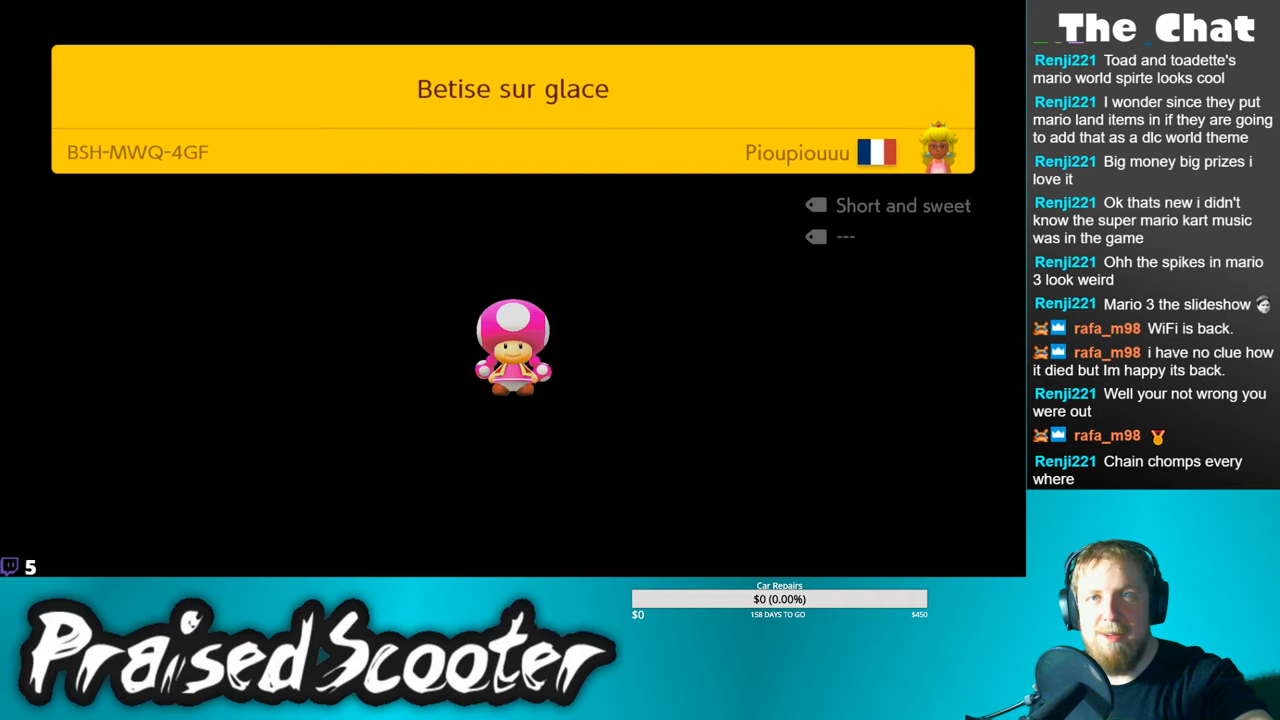 Betise sur glace
BSH-MWQ-4GF
Pioupiouuu
Short and sweet
---
5
PraisedScooter
Car Repairs
$0 (0.00%)
$0
158 DAYS TO GO
$450
The Chat
Renji221 Toad and toadette's
mario world spirte looks cool
Renji221 I wonder since they put
mario land items in if they are going
to add that as a dlc world theme
Renji221 Big money big prizes i
love it
Renji221 Ok thats new i didn't
know the super mario kart music
was in the game
Renji221 Ohh the spikes in mario
3 look weird
Renji221 Mario 3 the slideshow
rafa_m98 WiFi is back.
rafa_m98 i have no clue how
it died but Im happy its back.
Renji221 Well your not wrong you
were out
rafa_m98
Renji221 Chain chomps every
where